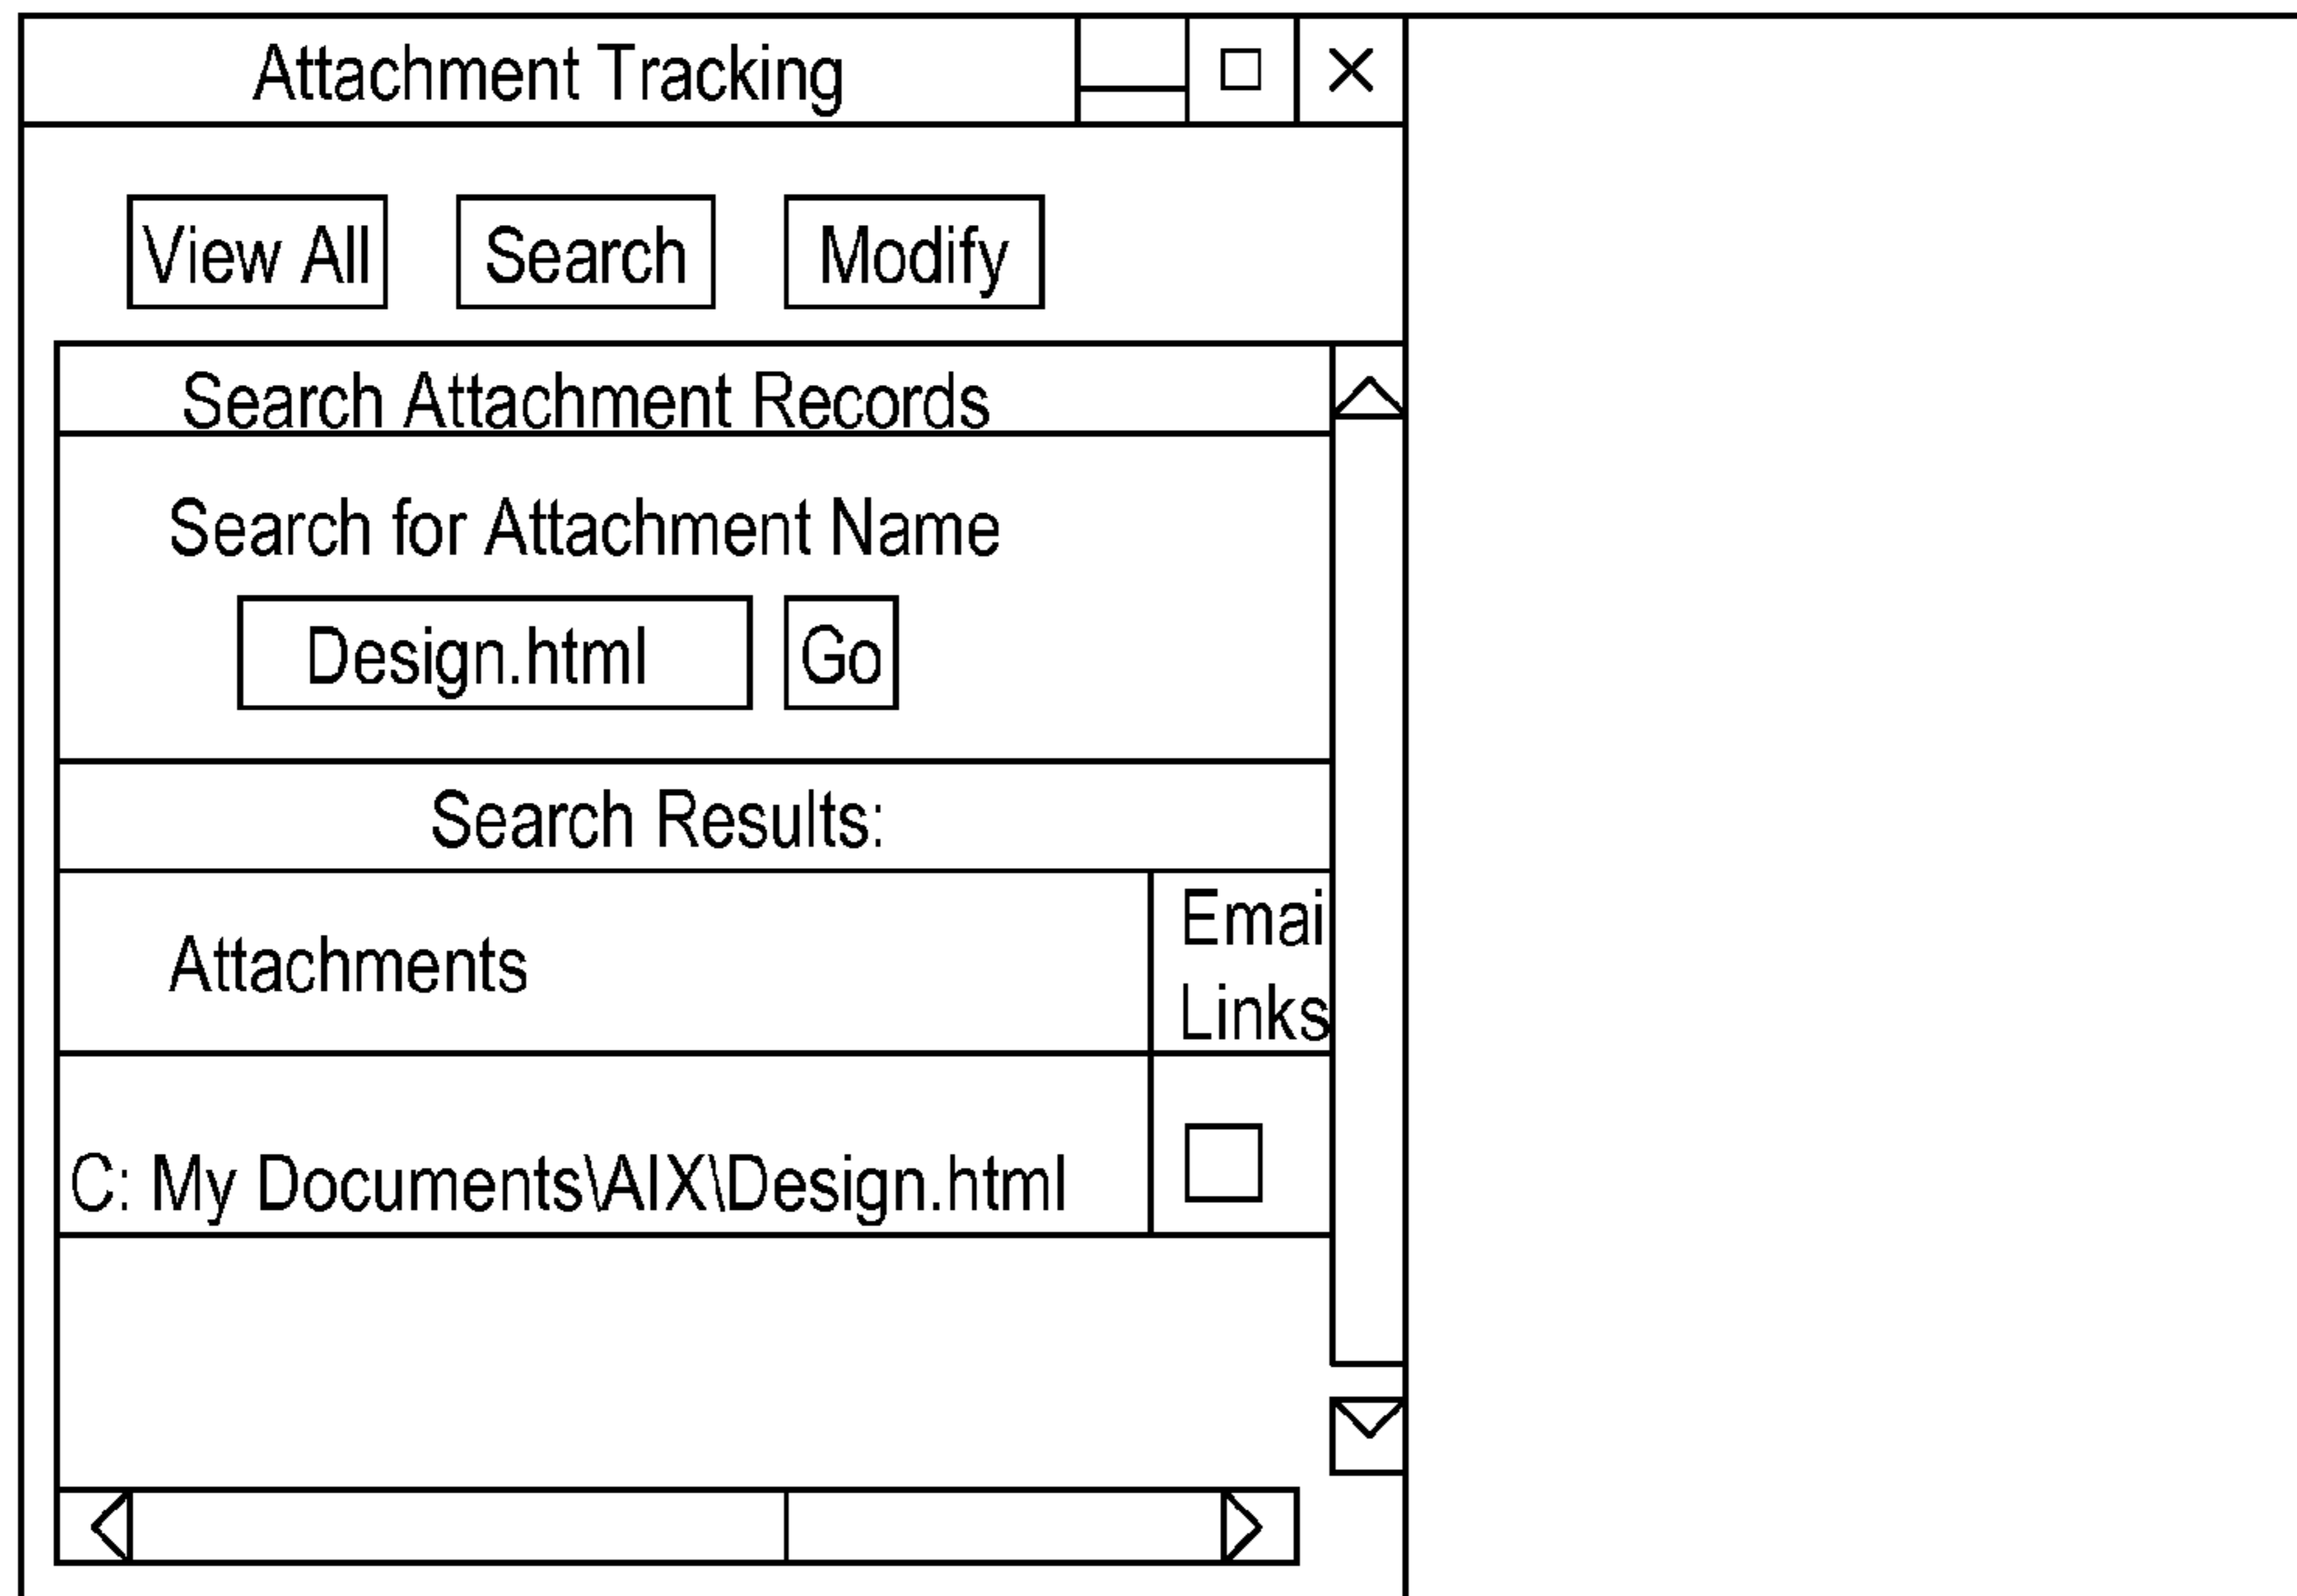 Attachment Tracking
View All Search Modify
Search Attachment Records
Search for Attachment Name
Design.html Go
Search Results:
Attachments
Emai
Links
C: My Documents\AIX\Design.html